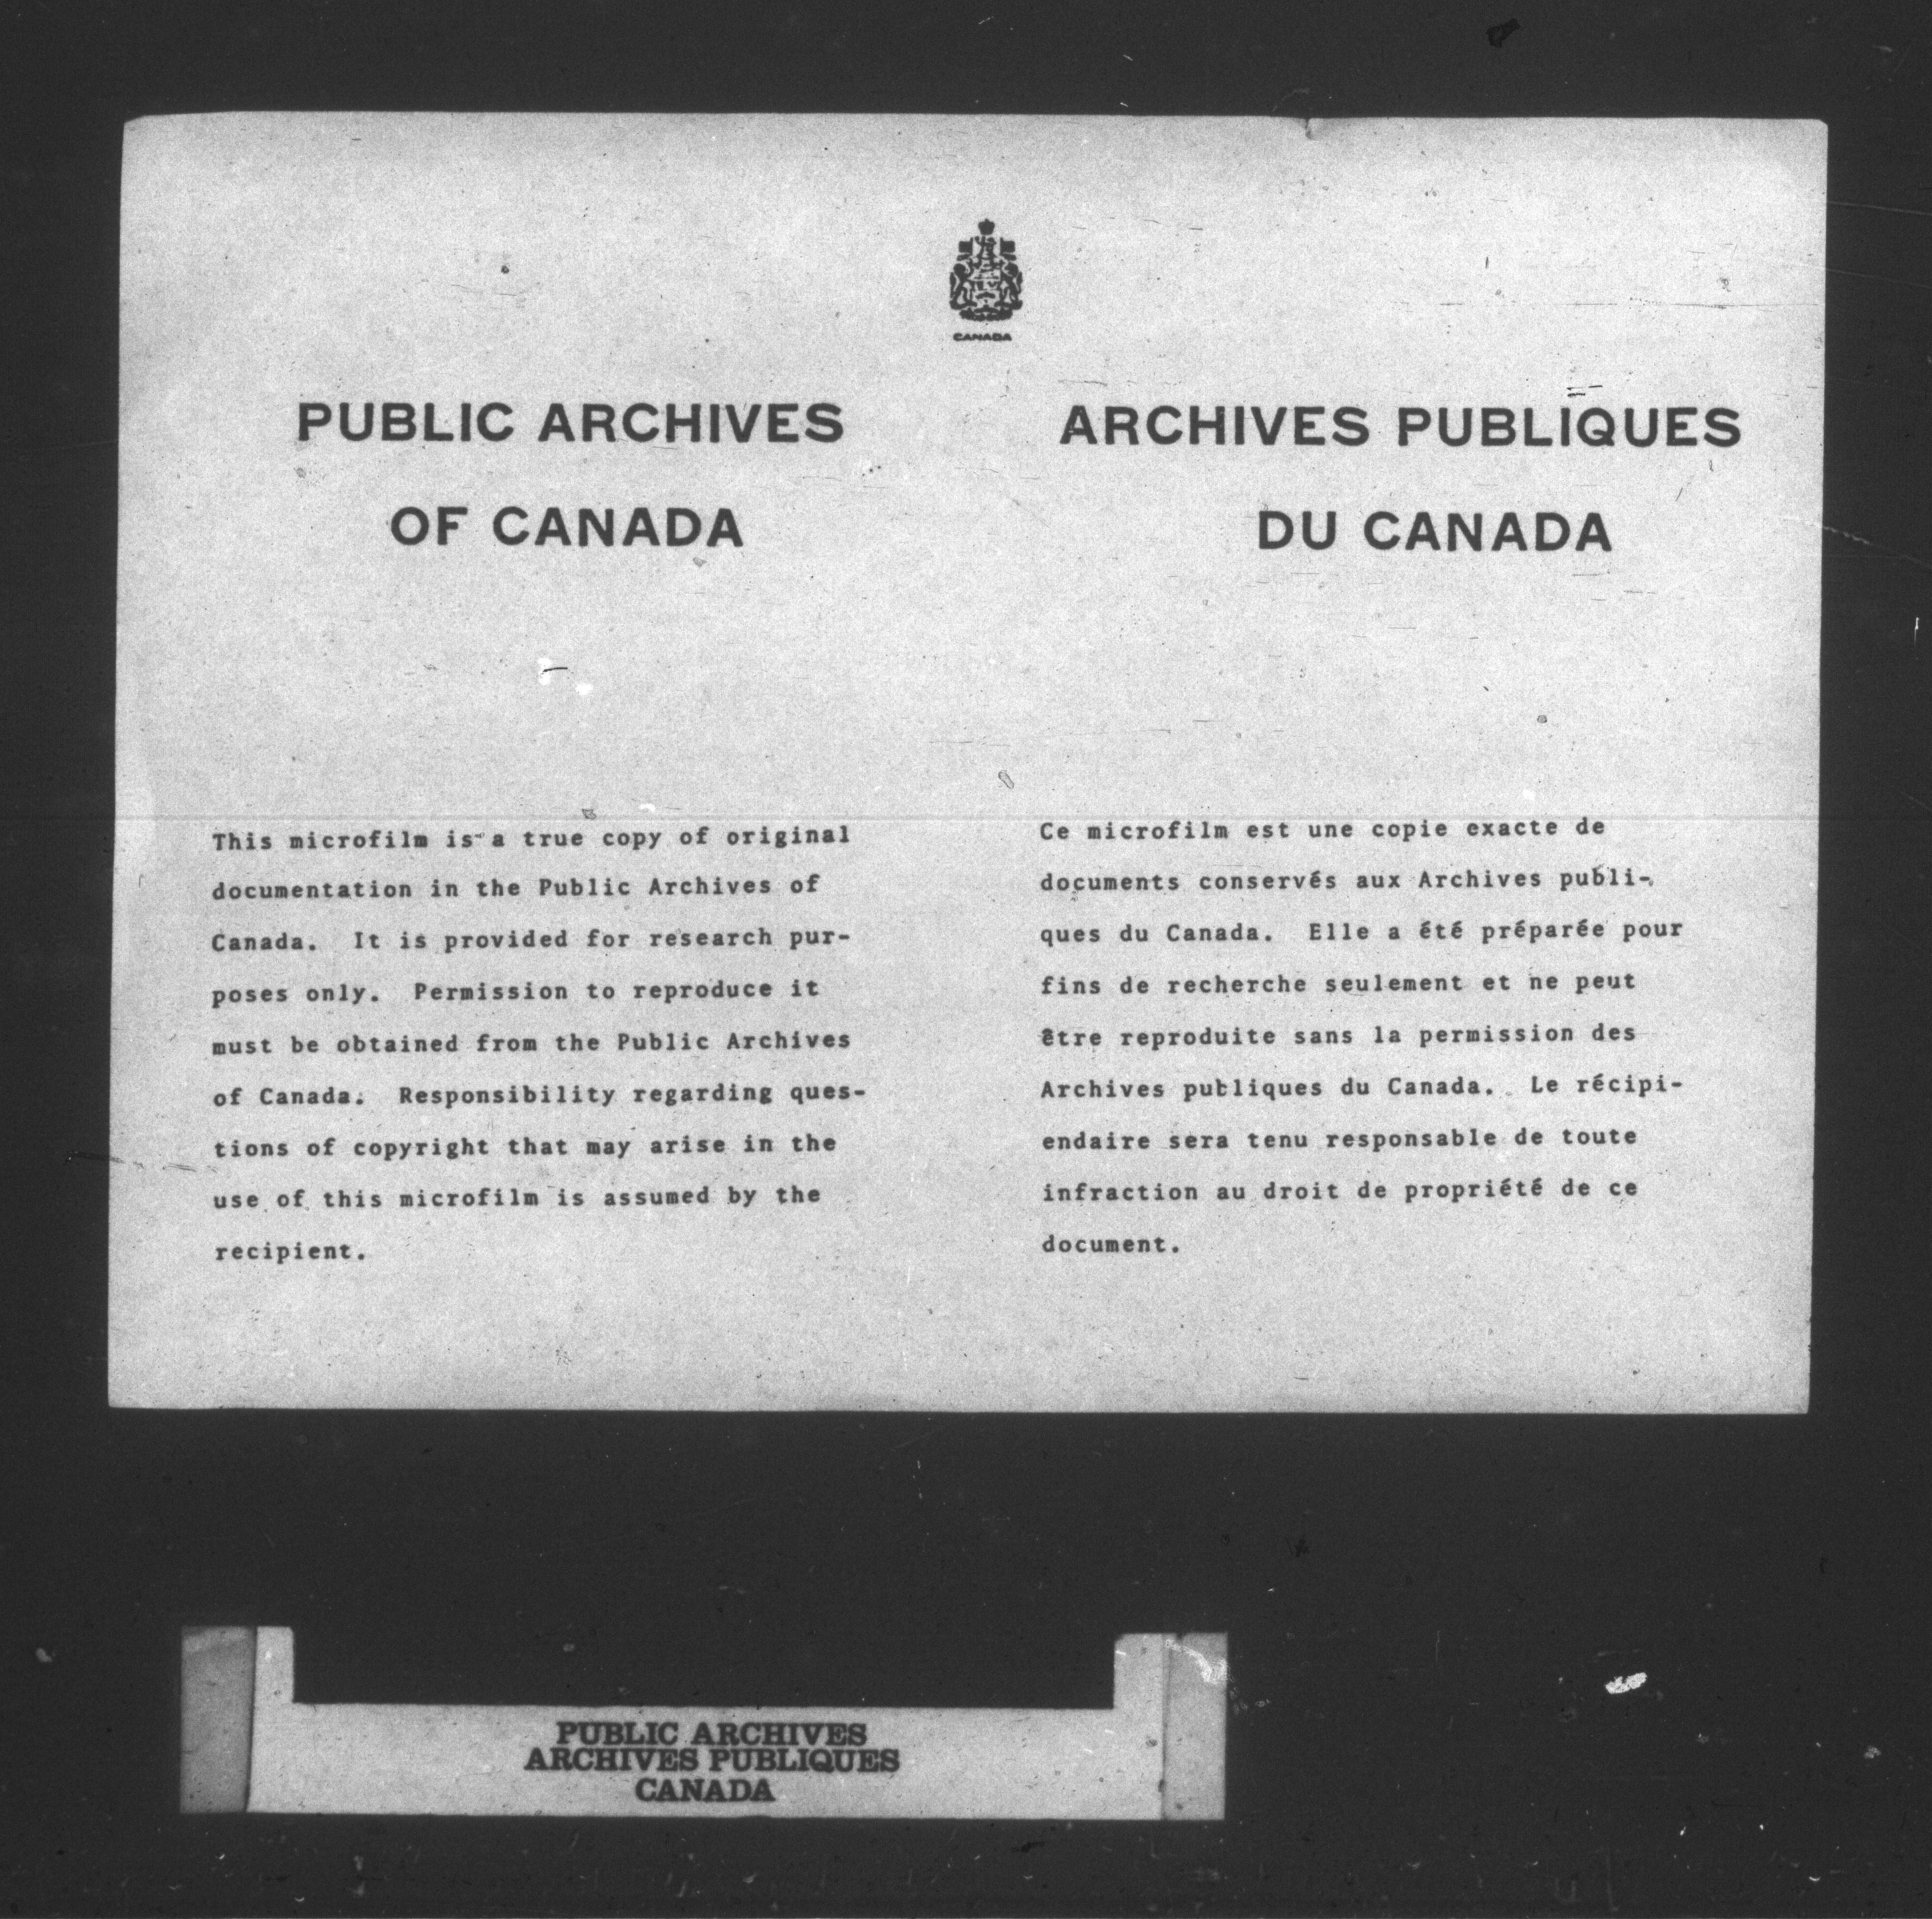 CANADA
PUBLIC ARCHIVES
OF CANADA
This microfilm is a true copy of original
documentation in the Public Archives of
Canada.  It is provided for research pur-
poses only.  Permission to reproduce it
must be obtained from the Public Archives
of Canada.  Responsibility regarding ques-
tions of copyright that may arise in the
use of this microfilm is assumed by the
recipient.
ARCHIVES PUBLIQUES
DU CANADA
Ce microfilm est une copie exacte de
documents conservés aux Archives publi-
ques du Canada.  Elle a été préparée pour
fins de recherche seulement et ne peut
être reproduite sans la permission des
Archives publiques du Canada.  Le récipi-
endaire sera tenu responsable de toute
infraction au droit de propriété de ce
document.
PUBLIC ARCHIVES
ARCHIVES PUBLIQUES
CANADA